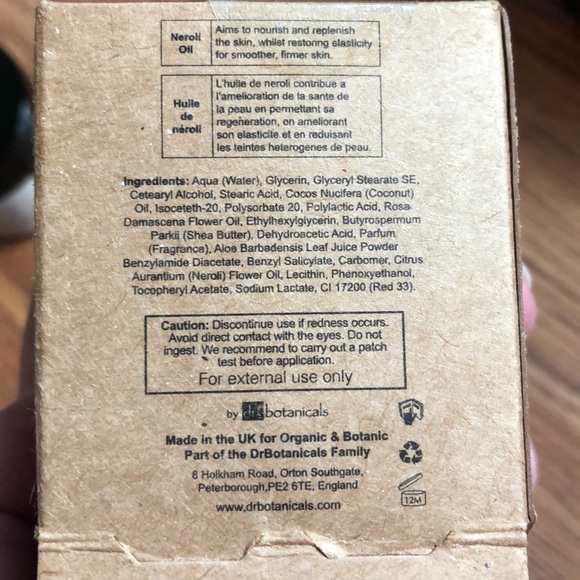 Neroli Oil
Aims to nourish and replenish
the skin, whilst restoring elasticity
for smoother, firmer skin.
Huile de néroli
L'huile de neroli contribue a
l'amelioration de la sante de
la peau en permettant sa
regeneration, en ameliorant
son elasticite et en reduisant
les teintes heterogenes de peau.
Ingredients: Aqua (Water), Glycerin, Glyceryl Stearate SE,
Cetearyl Alcohol, Stearic Acid, Cocos Nucifera (Coconut)
Oil, Isoceteth-20, Polysorbate 20, Polylactic Acid, Rosa
Damascena Flower Oil, Ethylhexylglycerin, Butyrospermum
Parkii (Shea Butter), Dehydroacetic Acid, Parfum
(Fragrance), Aloe Barbadensis Leaf Juice Powder
Benzylamide Diacetate, Benzyl Salicylate, Carbomer, Citrus
Aurantium (Neroli) Flower Oil, Lecithin, Phenoxyethanol,
Tocopheryl Acetate, Sodium Lactate, CI 17200 (Red 33).
Caution: Discontinue use if redness occurs.
Avoid direct contact with the eyes. Do not
ingest. We recommend to carry out a patch
test before application.
For external use only
by drbotanicals
Made in the UK for Organic & Botanic
Part of the DrBotanicals Family
8 Holkham Road, Orton Southgate,
Peterborough,PE2 6TE, England
www.drbotanicals.com
12M